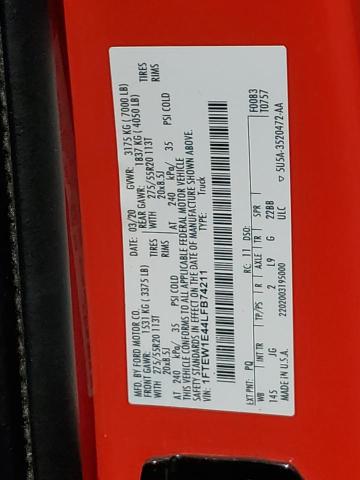 MFD. BY FORD MOTOR CO.
DATE: 03/20 GVWR: 3175 KG ( 7000 LB)
FRONT GAWR: 1531 KG ( 3375 LB) REAR GAWR: 1837 KG ( 4050 LB)
WITH 275/55R20 113T TIRES WITH 275/55R20 113T TIRES
20x8.5J RIMS 20x8.5J RIMS
AT 240 kPa/ 35 PSI COLD AT 240 kPa/ 35 PSI COLD
THIS VEHICLE CONFORMS TO ALL APPLICABLE FEDERAL MOTOR VEHICLE
SAFETY STANDARDS IN EFFECT ON THE DATE OF MANUFACTURE SHOWN ABOVE.
VIN: 1FTEW1E44LFB74211 TYPE: Truck
F0083
T0757
EXT PNT: PQ RC: 11 DSO:
WB INT TR TP/PS R AXLE TR SPR
145 JG 2 L9 G 22BB
2202003195000 ULC
MADE IN U.S.A. ▽ 5U5A-3520472-AA